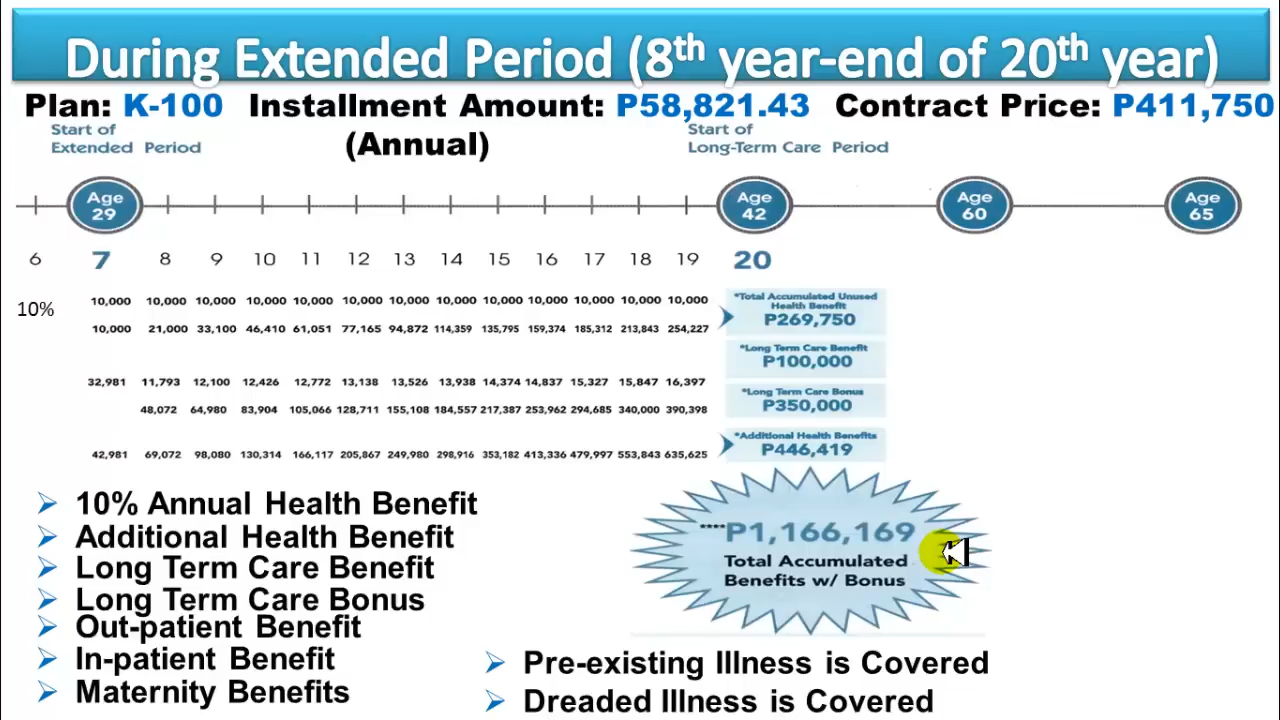 During Extended Period (8th year-end of 20th year)
Plan: K-100 Installment Amount: P58,821.43 Contract Price: P411,750
(Annual)
Start of
Extended Period
Start of
Long-Term Care Period
Age
29
Age
42
Age
60
Age
65
6 7 8 9 10 11 12 13 14 15 16 17 18 19 20
10%
10,000 10,000 10,000 10,000 10,000 10,000 10,000 10,000 10,000 10,000 10,000 10,000 10,000
10,000 21,000 33,100 46,410 61,051 77,165 94,872 114,359 135,795 159,374 185,312 213,843 254,227
32,981 11,793 12,100 12,426 12,772 13,138 13,526 13,938 14,374 14,837 15,327 15,847 16,397
48,072 64,980 83,904 105,066 128,711 155,108 184,557 217,387 253,962 294,685 340,000 390,398
42,981 69,072 98,080 130,314 166,117 205,867 249,980 298,916 353,182 413,336 479,997 553,843 635,625
*Total Accumulated Unused
Health Benefit
P269,750
*Long Term Care Benefit
P100,000
*Long Term Care Bonus
P350,000
*Additional Health Benefits
P446,419
****P1,166,169
Total Accumulated
Benefits w/ Bonus
10% Annual Health Benefit
Additional Health Benefit
Long Term Care Benefit
Long Term Care Bonus
Out-patient Benefit
In-patient Benefit
Maternity Benefits
Pre-existing Illness is Covered
Dreaded Illness is Covered